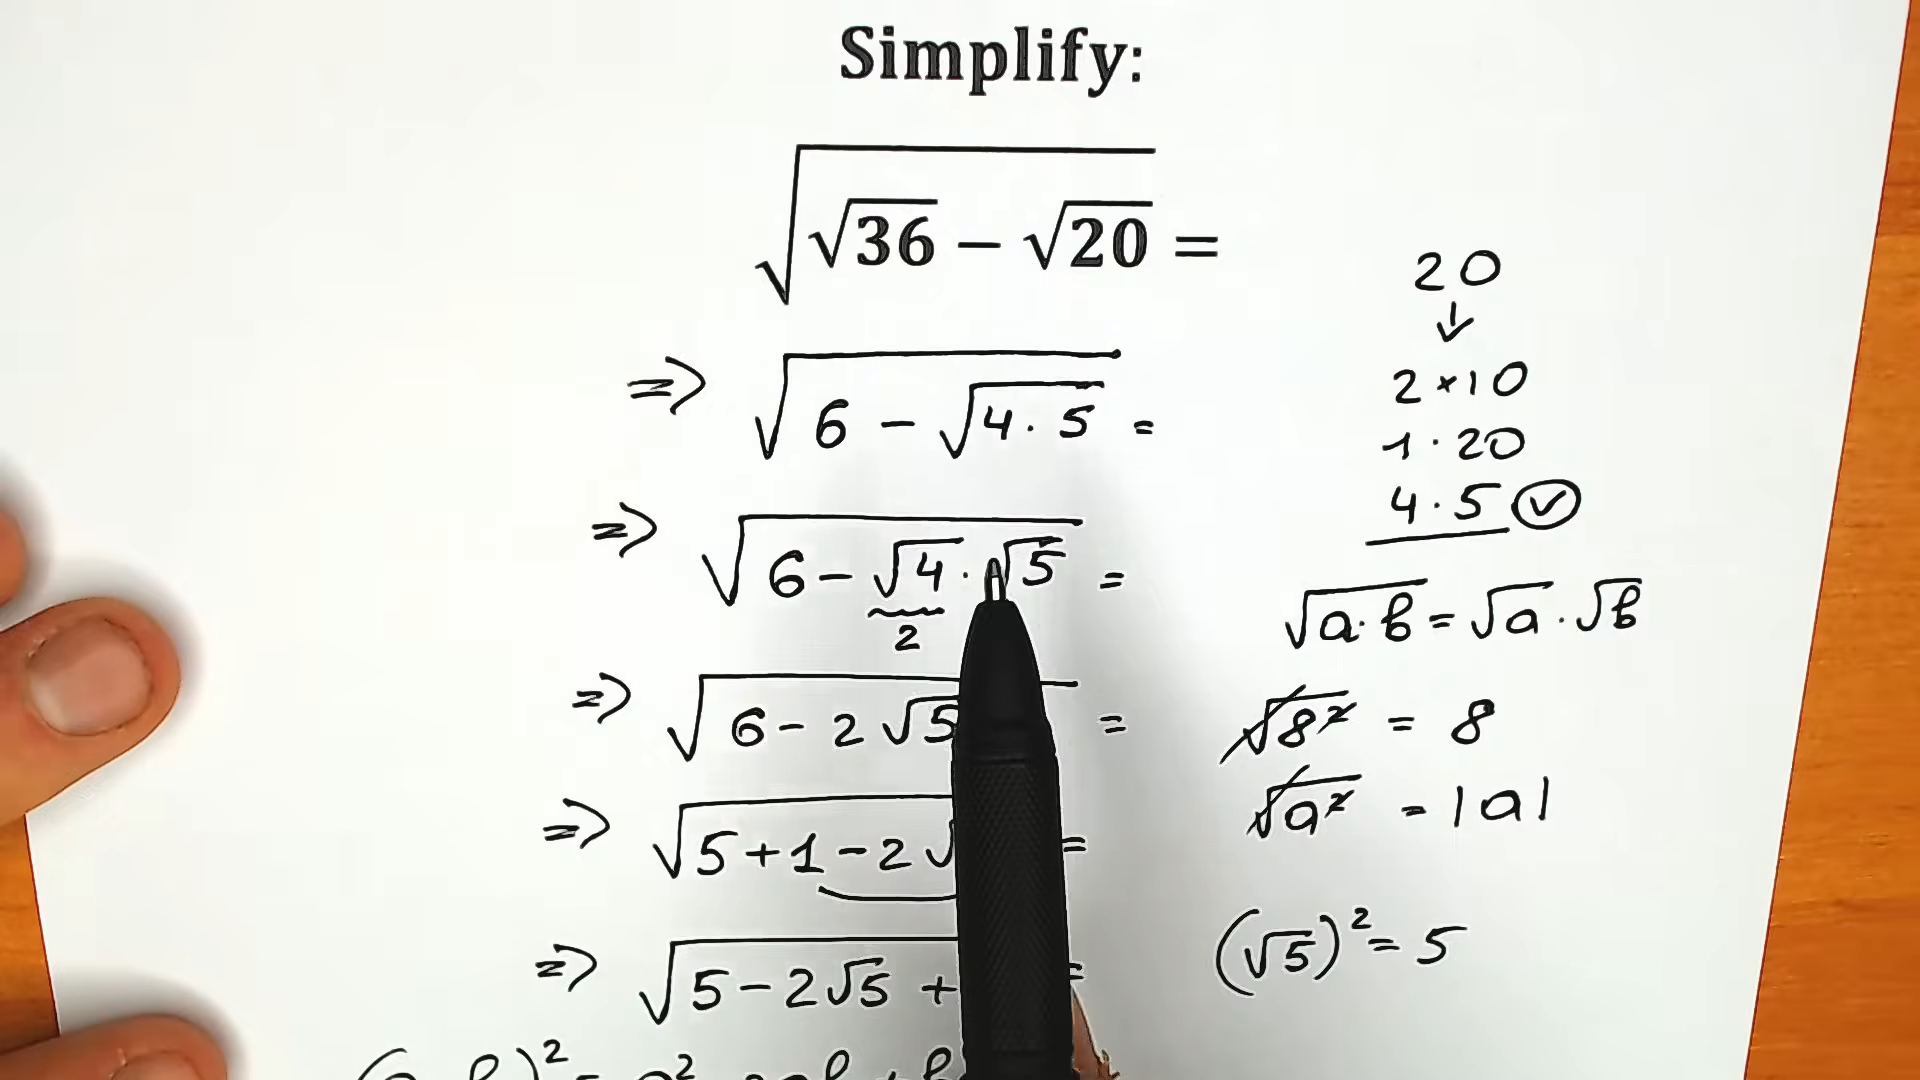 Simplify:
√(√36 − √20) =
=> √(6 − √(4 · 5)) =
=> √(6 − √4 · √5) =
2
=> √(6 − 2√5 =
=> √(5 + 1 − 2√ =
=> √(5 − 2√5 + =
20
↓
2 × 10
1 · 20
4 · 5 ✓
√(a · b) = √a · √b
√8² = 8
√a² = |a|
(√5)² = 5